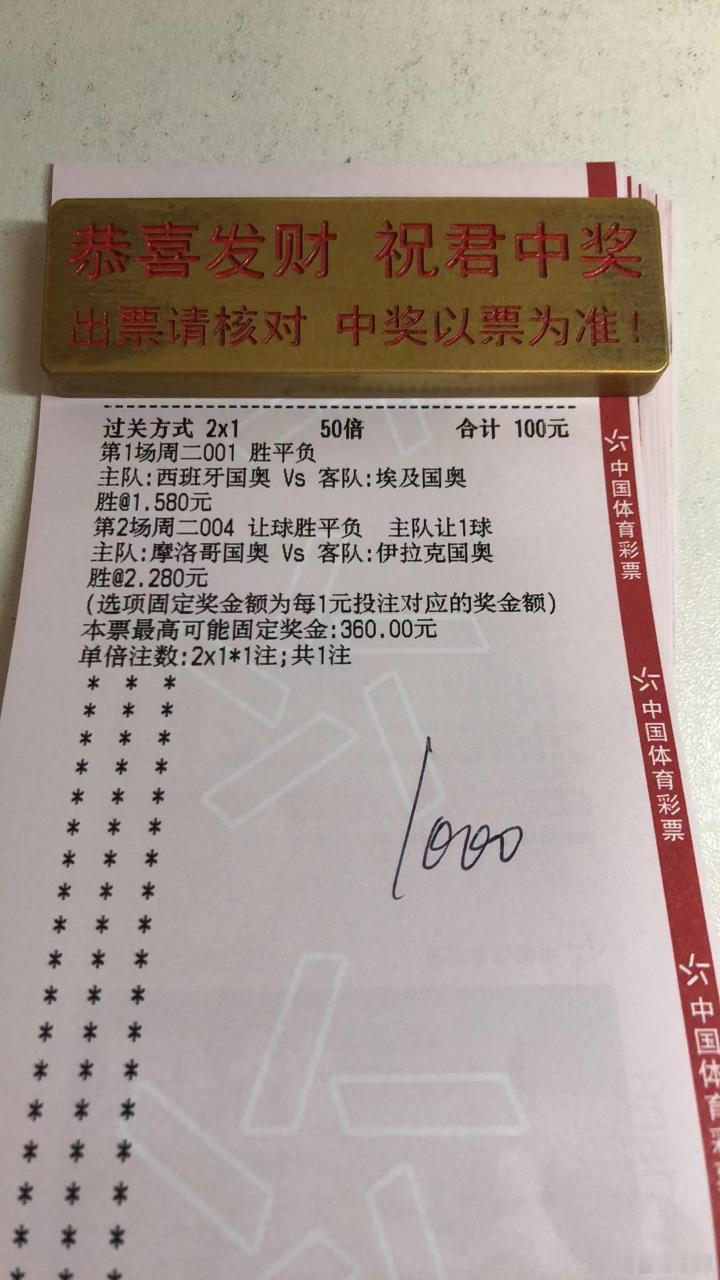 恭喜发财 祝君中奖
出票请核对 中奖以票为准!
过关方式 2x1 50倍 合计 100元
第1场周二001 胜平负
主队:西班牙国奥 Vs 客队:埃及国奥
胜@1.580元
第2场周二004 让球胜平负 主队让1球
主队:摩洛哥国奥 Vs 客队:伊拉克国奥
胜@2.280元
(选项固定奖金额为每1元投注对应的奖金额)
本票最高可能固定奖金:360.00元
单倍注数:2x1*1注;共1注
1000
中国体育彩票
中国体育彩票
中国体育彩